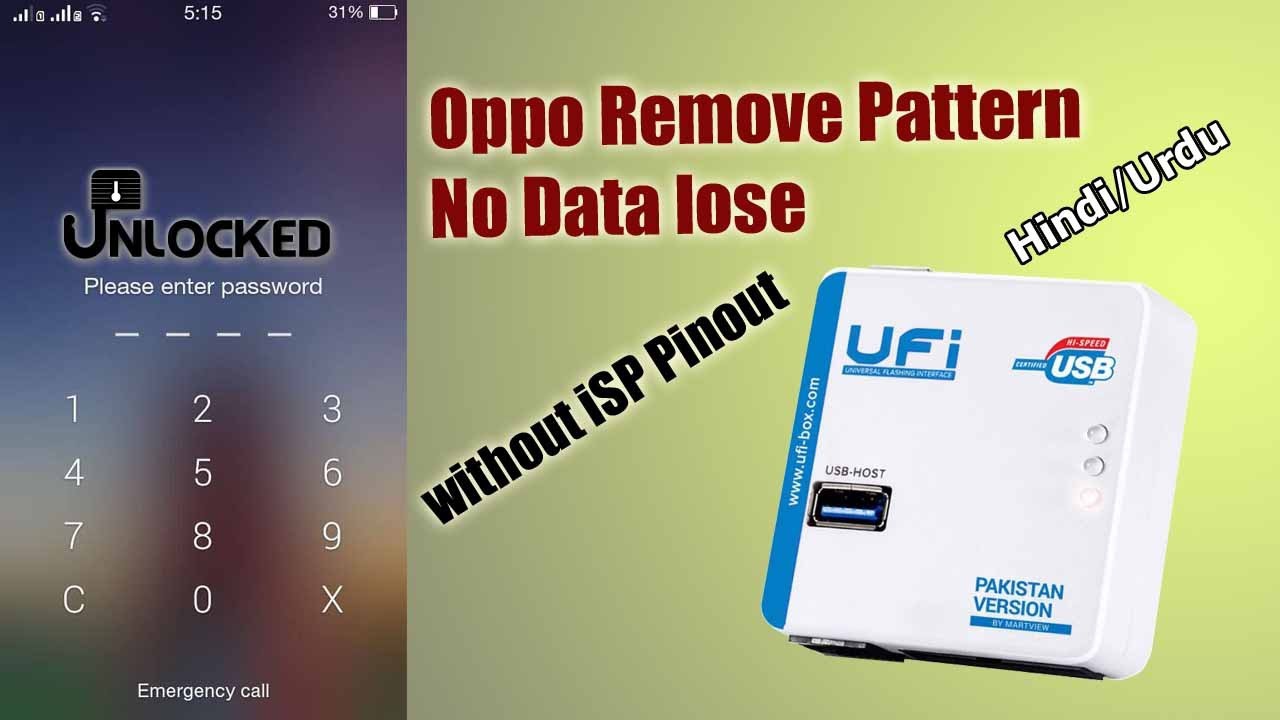 5:15
31%
UNLOCKED
Please enter password
1 2 3
4 5 6
7 8 9
C 0 X
Emergency call
Oppo Remove Pattern
No Data lose
Hindi/Urdu
without iSP Pinout
UFi
UNIVERSAL FLASHING INTERFACE
HI-SPEED
CERTIFIED USB
www.ufi-box.com
USB-HOST
PAKISTAN
VERSION
BY MARTVIEW